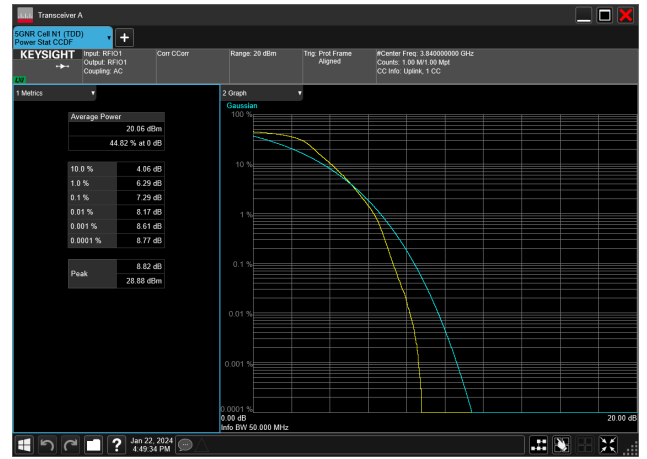 Transceiver A
5GNR Cell N1 (TDD)
Power Stat CCDF
KEYSIGHT
LXI
Input: RFIO1
Output: RFIO1
Coupling: AC
Corr CCorr
Range: 20 dBm
Trig: Prot Frame
Aligned
#Center Freq: 3.840000000 GHz
Counts: 1.00 M/1.00 Mpt
CC Info: Uplink, 1 CC
1 Metrics
Average Power
20.06 dBm
44.82 % at 0 dB
10.0 % 4.06 dB
1.0 % 6.29 dB
0.1 % 7.29 dB
0.01 % 8.17 dB
0.001 % 8.61 dB
0.0001 % 8.77 dB
Peak
8.82 dB
28.88 dBm
2 Graph
Gaussian
100 %
10 %
1 %
0.1 %
0.01 %
0.001 %
0.0001 %
0.00 dB
20.00 dB
Info BW 50.000 MHz
Jan 22, 2024
4:49:34 PM